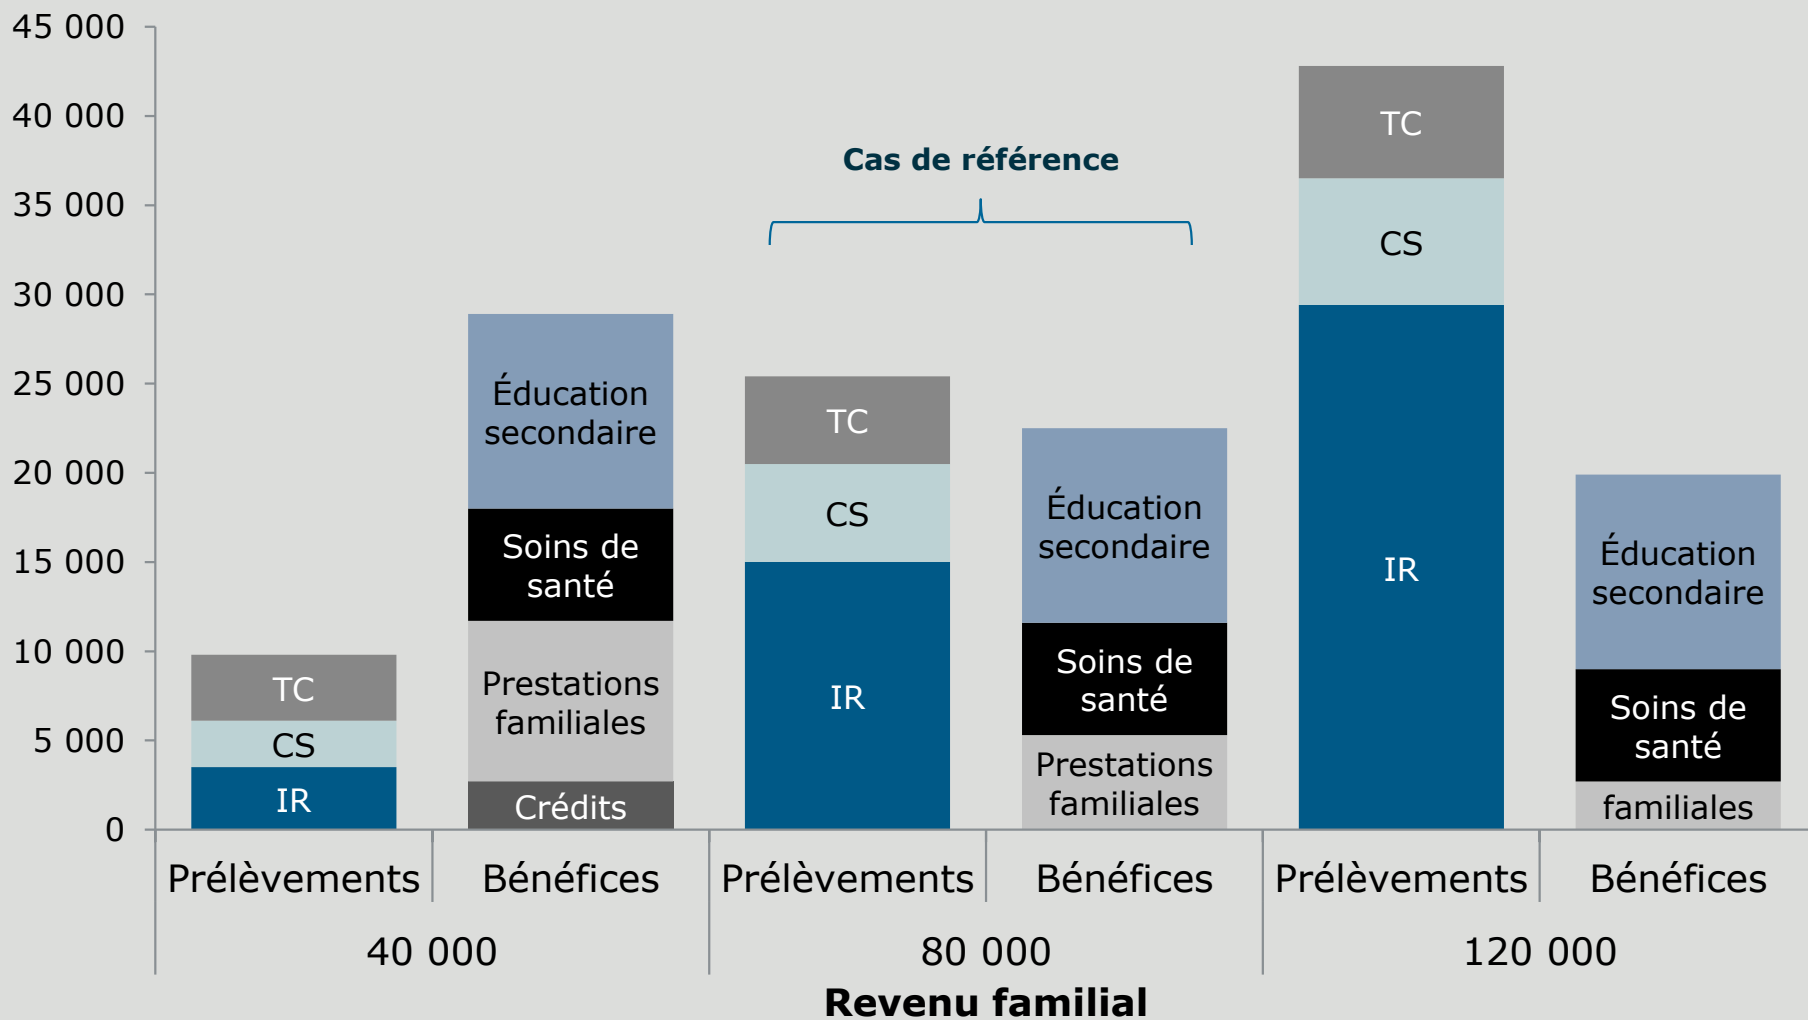 45 000
40 000
35 000
30 000
25 000
20 000
15 000
10 000
5 000
0
Cas de référence
TC
CS
IR
Éducation
secondaire
Soins de
santé
Prestations
familiales
Crédits
TC
CS
IR
Éducation
secondaire
Soins de
santé
Prestations
familiales
TC
CS
IR
Éducation
secondaire
Soins de
santé
familiales
Prélèvements Bénéfices Prélèvements Bénéfices Prélèvements Bénéfices
40 000 80 000 120 000
Revenu familial